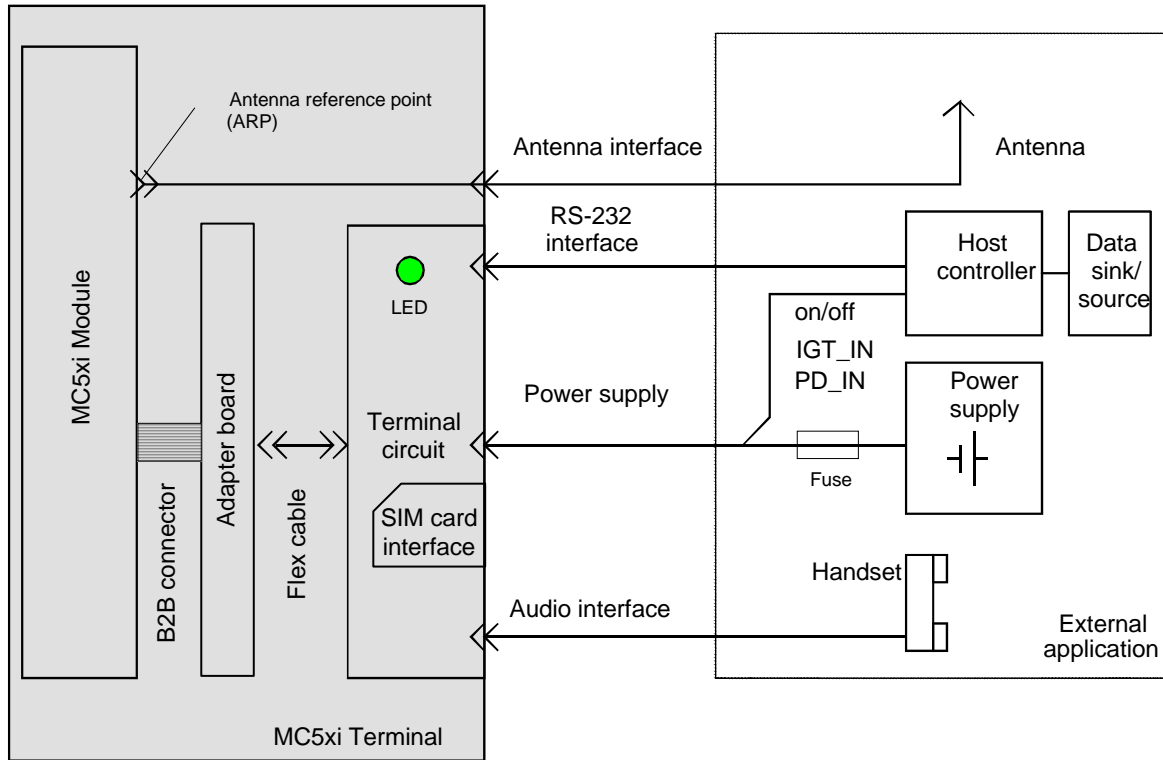 Antenna reference point
(ARP)
Antenna interface
Antenna
RS-232
interface
Host
controller
Data
sink/
source
LED
on/off
IGT_IN
PD_IN
MC5xi Module
Adapter board
Power supply
Power
supply
Terminal
circuit
Fuse
B2B connector
Flex cable
SIM card
interface
Handset
Audio interface
External
application
MC5xi Terminal